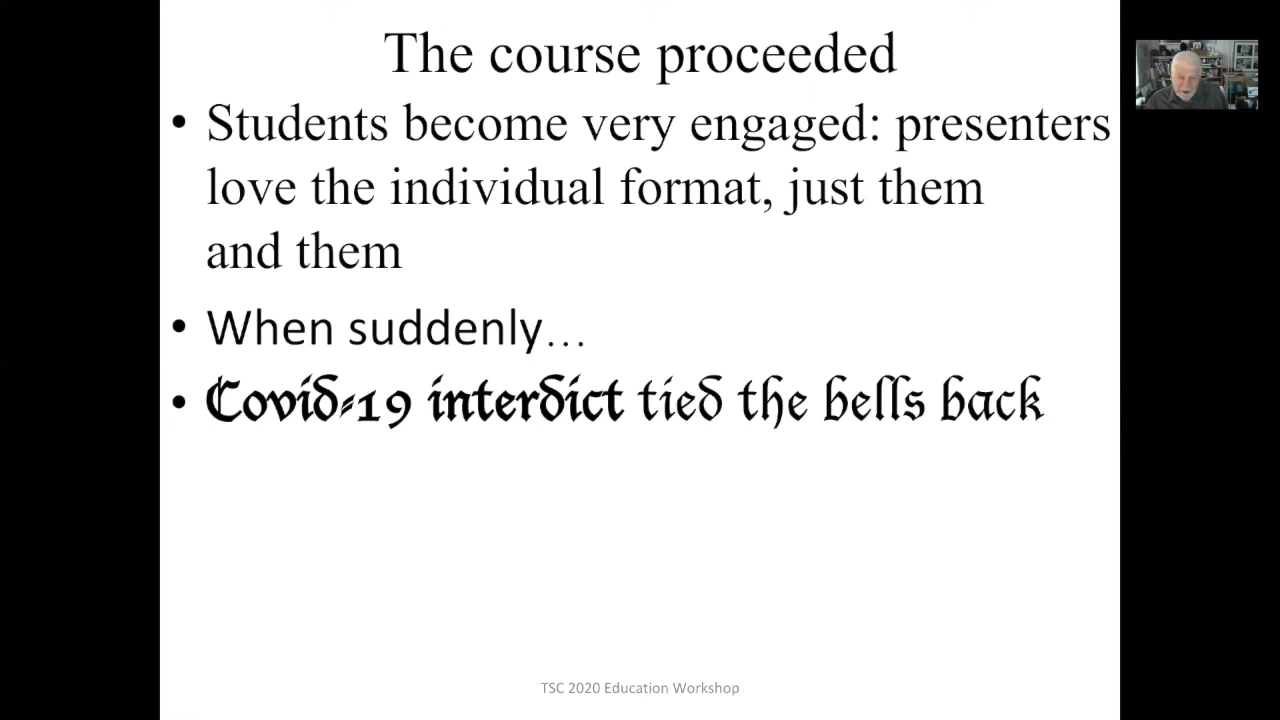 The course proceeded
• Students become very engaged: presenters
love the individual format, just them
and them
• When suddenly…
• Covid-19 interdict tied the bells back
TSC 2020 Education Workshop